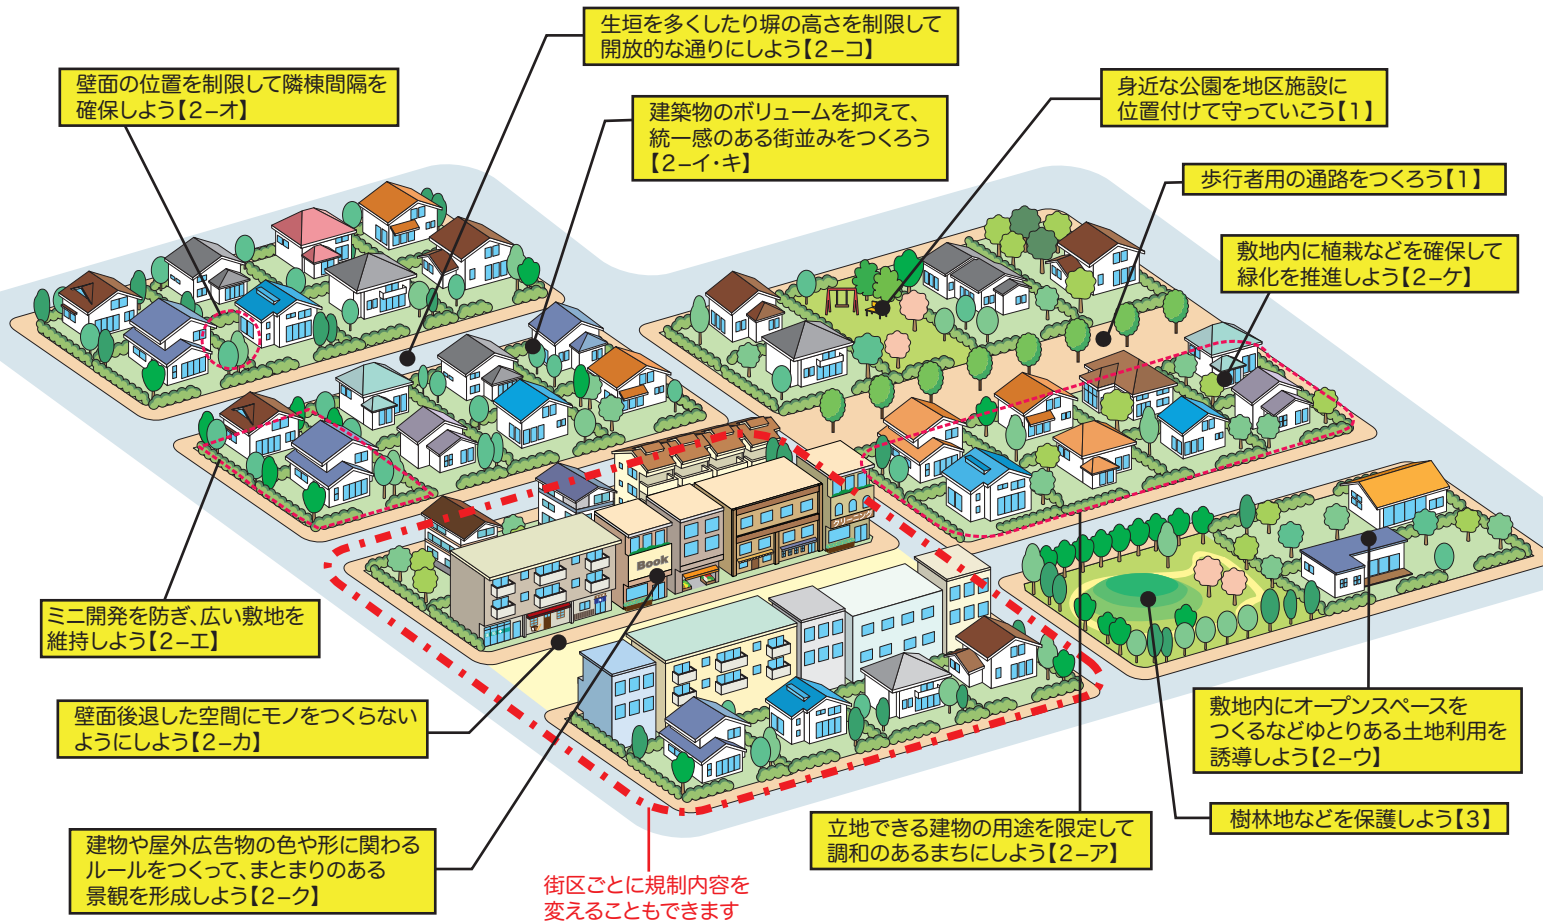 生垣を多くしたり塀の高さを制限して
開放的な通りにしよう【2−コ】
壁面の位置を制限して隣棟間隔を
確保しよう【2−オ】
建築物のボリュームを抑えて、
統一感のある街並みをつくろう
【2−イ・キ】
身近な公園を地区施設に
位置付けて守っていこう【1】
歩行者用の通路をつくろう【1】
敷地内に植栽などを確保して
緑化を推進しよう【2−ケ】
クリーニング
Book
ミニ開発を防ぎ、広い敷地を
維持しよう【2−エ】
壁面後退した空間にモノをつくらない
ようにしよう【2−カ】
敷地内にオープンスペースを
つくるなどゆとりある土地利用を
誘導しよう【2−ウ】
樹林地などを保護しよう【3】
立地できる建物の用途を限定して
調和のあるまちにしよう【2−ア】
建物や屋外広告物の色や形に関わる
ルールをつくって、まとまりのある
景観を形成しよう【2−ク】
街区ごとに規制内容を
変えることもできます